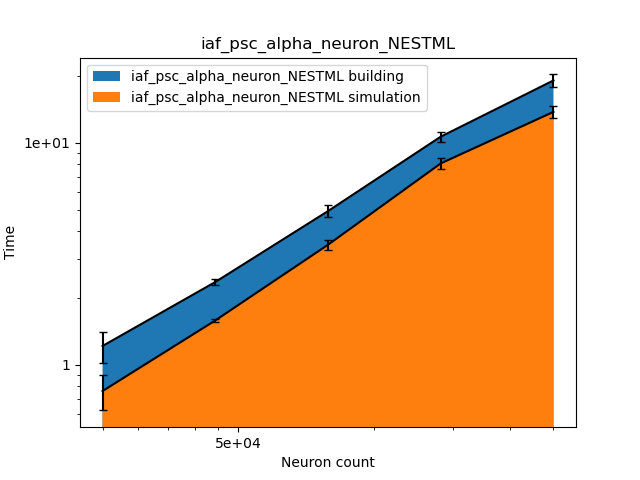 iaf_psc_alpha_neuron_NESTML
iaf_psc_alpha_neuron_NESTML building
iaf_psc_alpha_neuron_NESTML simulation
1e+01
Time
1
5e+04
Neuron count